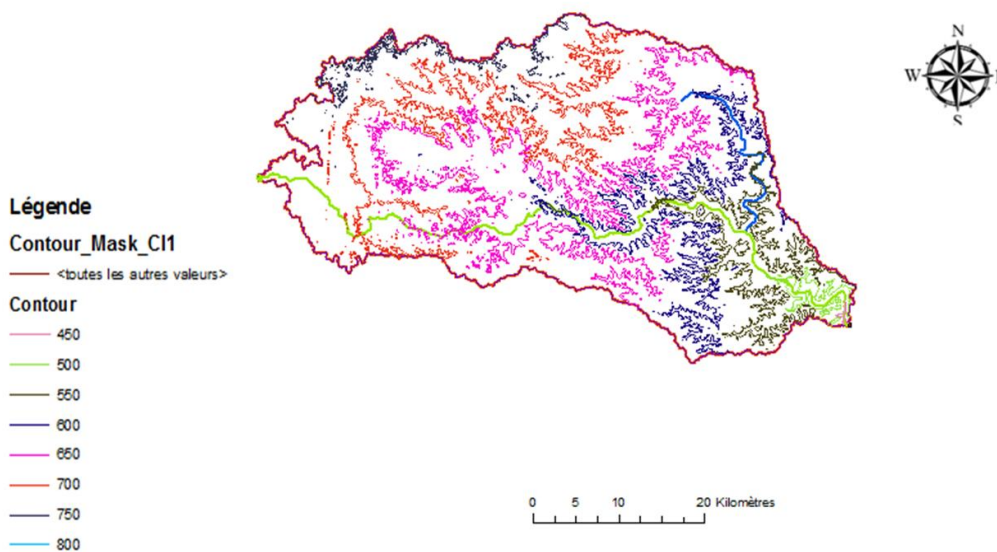 N
W
E
S
Légende
Contour_Mask_Cl1
<toutes les autres valeurs>
Contour
450
500
550
600
650
700
750
800
0 5 10 20 Kilomètres